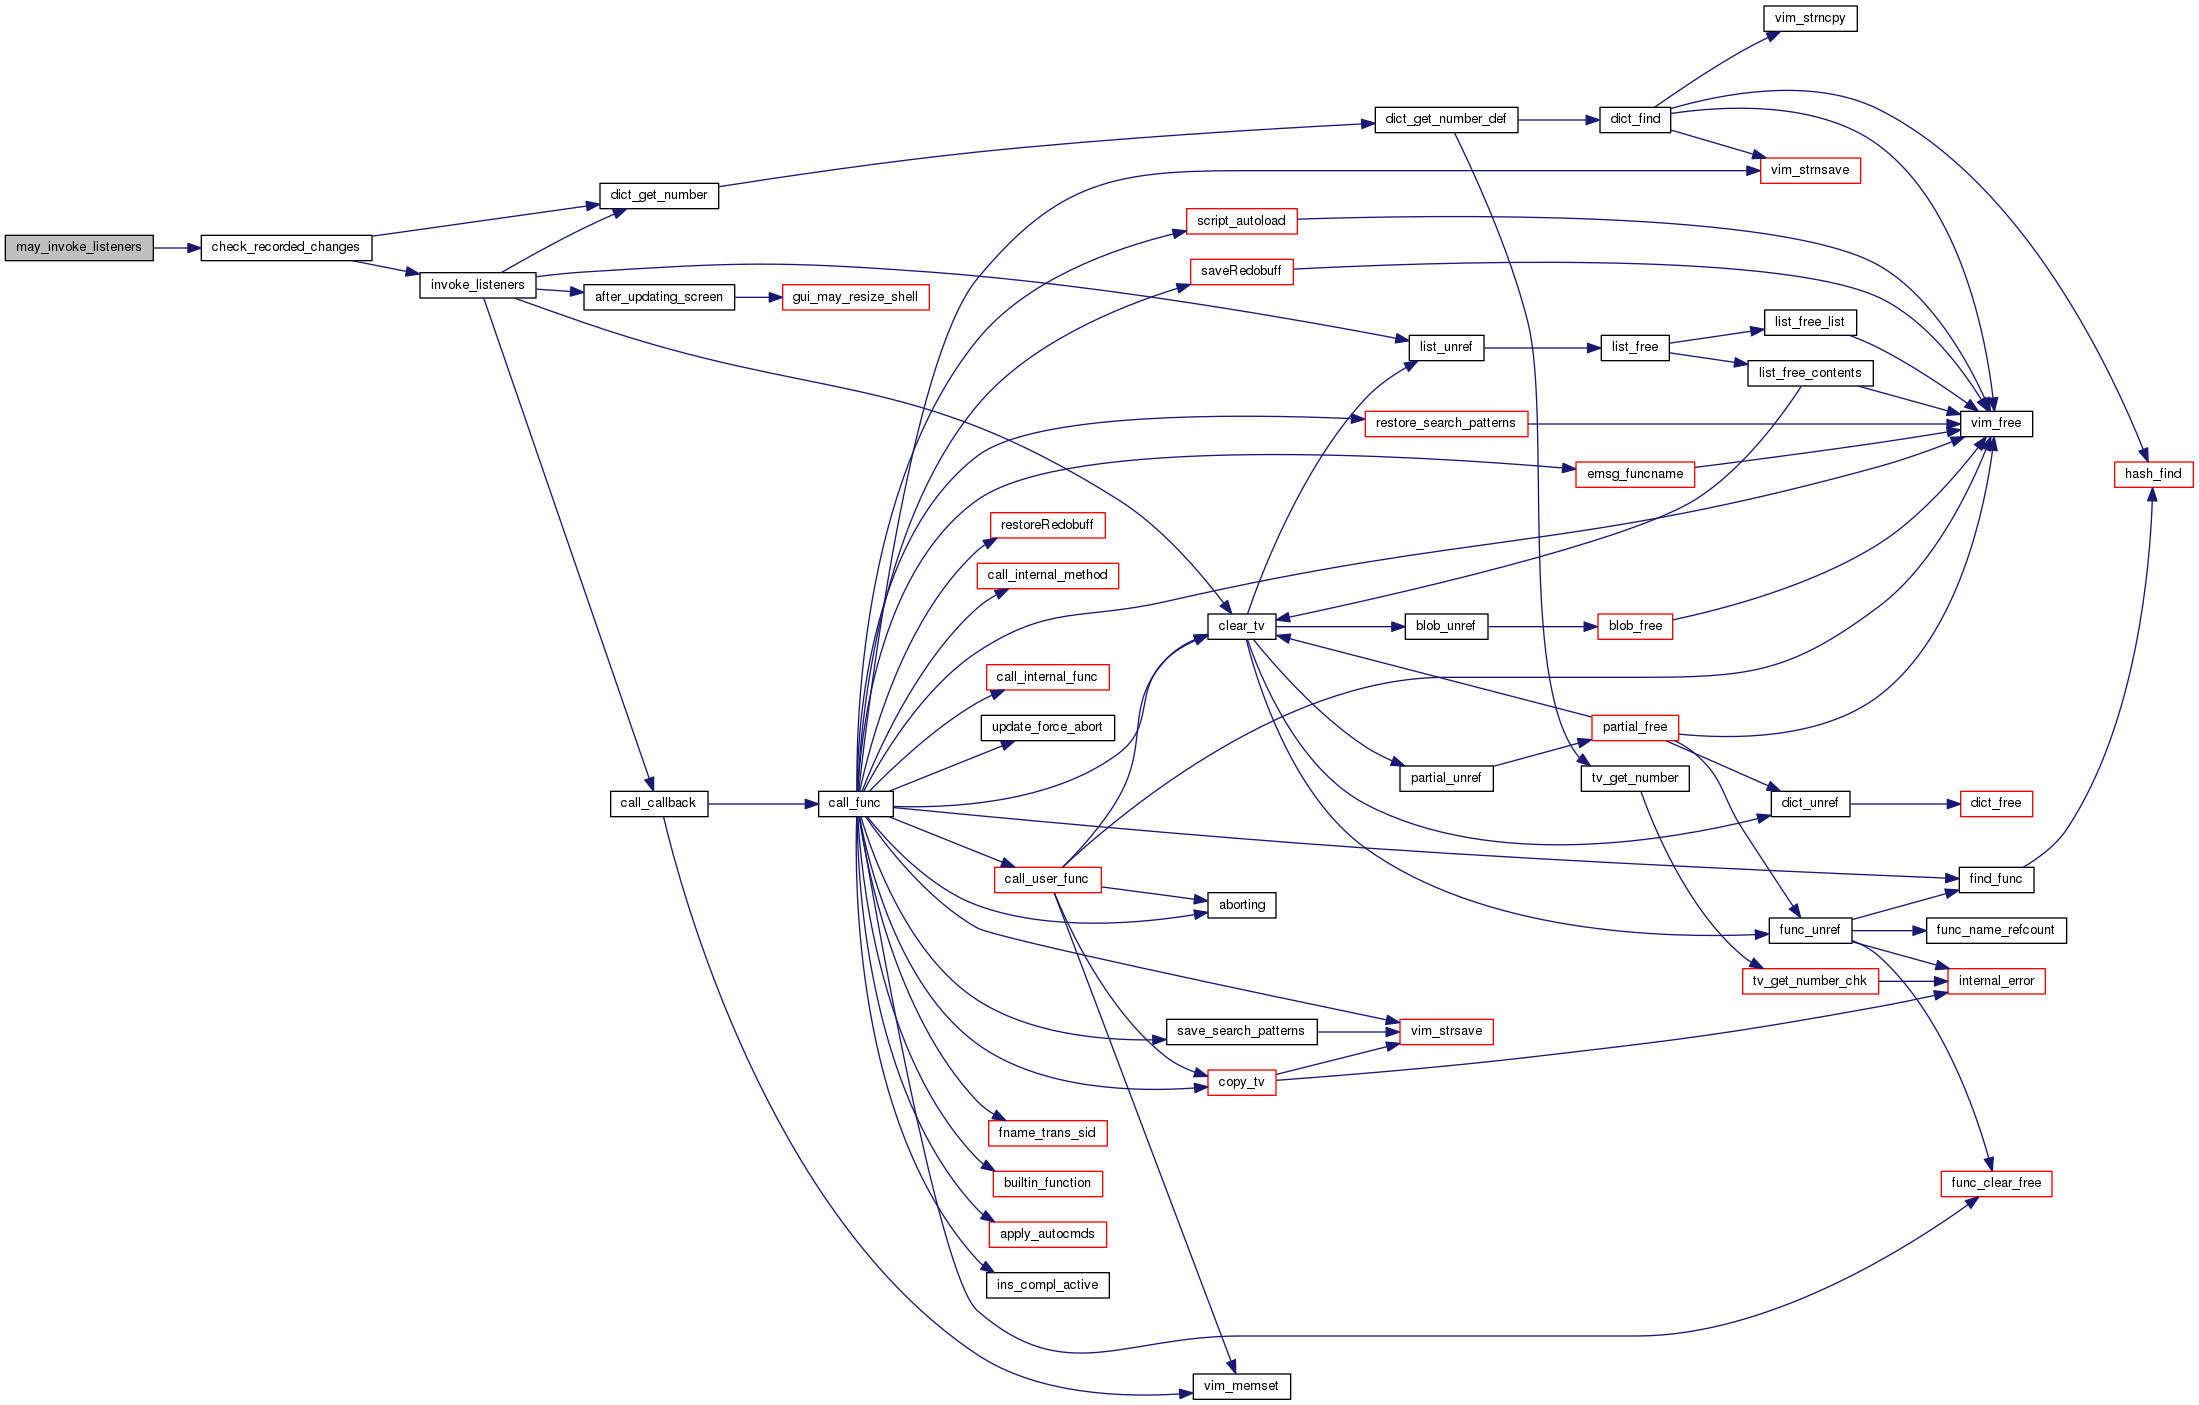 vim_strncpy
dict_get_number_def
dict_find
vim_strnsave
dict_get_number
script_autoload
may_invoke_listeners
check_recorded_changes
saveRedobuff
invoke_listeners
after_updating_screen
gui_may_resize_shell
list_free_list
list_unref
list_free
list_free_contents
restore_search_patterns
vim_free
emsg_funcname
hash_find
restoreRedobuff
call_internal_method
clear_tv
blob_unref
blob_free
call_internal_func
update_force_abort
partial_free
partial_unref
tv_get_number
call_callback
call_func
dict_unref
dict_free
call_user_func
find_func
aborting
func_unref
func_name_refcount
tv_get_number_chk
internal_error
save_search_patterns
vim_strsave
copy_tv
fname_trans_sid
builtin_function
func_clear_free
apply_autocmds
ins_compl_active
vim_memset